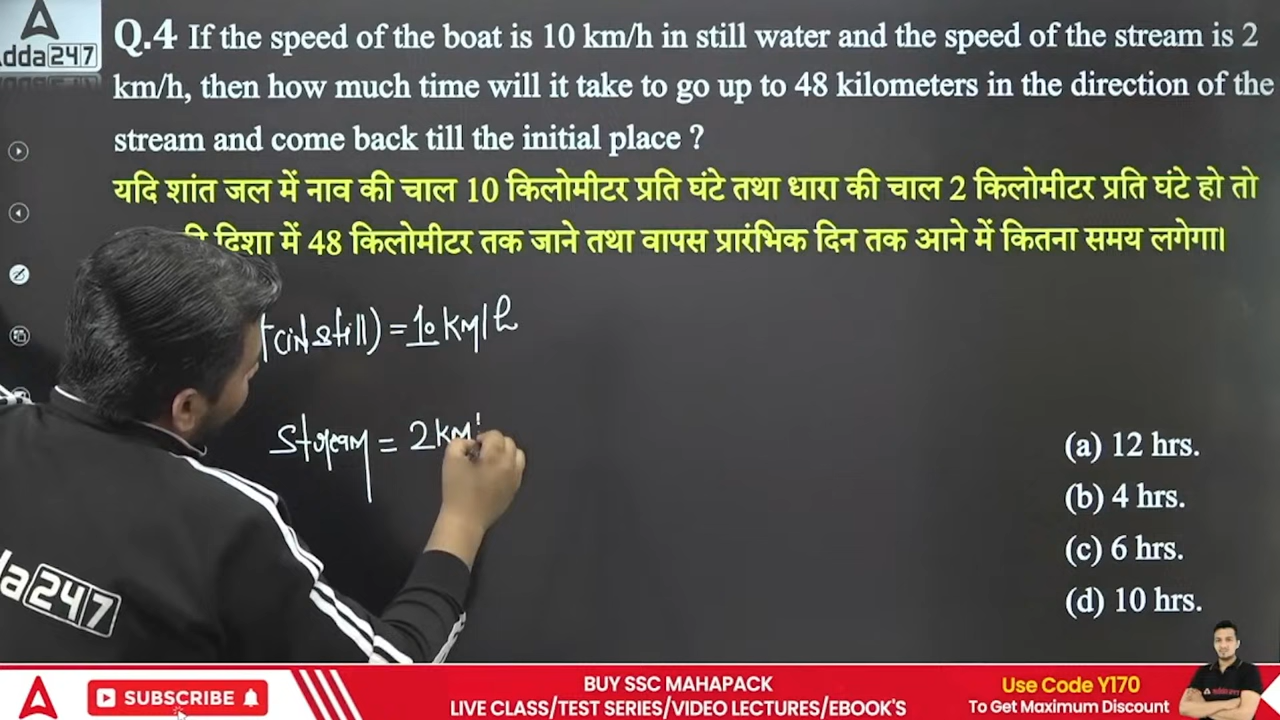 Adda247
Q.4 If the speed of the boat is 10 km/h in still water and the speed of the stream is 2
km/h, then how much time will it take to go up to 48 kilometers in the direction of the
stream and come back till the initial place ?
यदि शांत जल में नाव की चाल 10 किलोमीटर प्रति घंटे तथा धारा की चाल 2 किलोमीटर प्रति घंटे हो तो
दिशा में 48 किलोमीटर तक जाने तथा वापस प्रारंभिक दिन तक आने में कितना समय लगेगा।
(in still) = 10 km/h
stream = 2 km
(a) 12 hrs.
(b) 4 hrs.
(c) 6 hrs.
(d) 10 hrs.
da247
SUBSCRIBE
BUY SSC MAHAPACK
LIVE CLASS/TEST SERIES/VIDEO LECTURES/EBOOK'S
Use Code Y170
To Get Maximum Discount